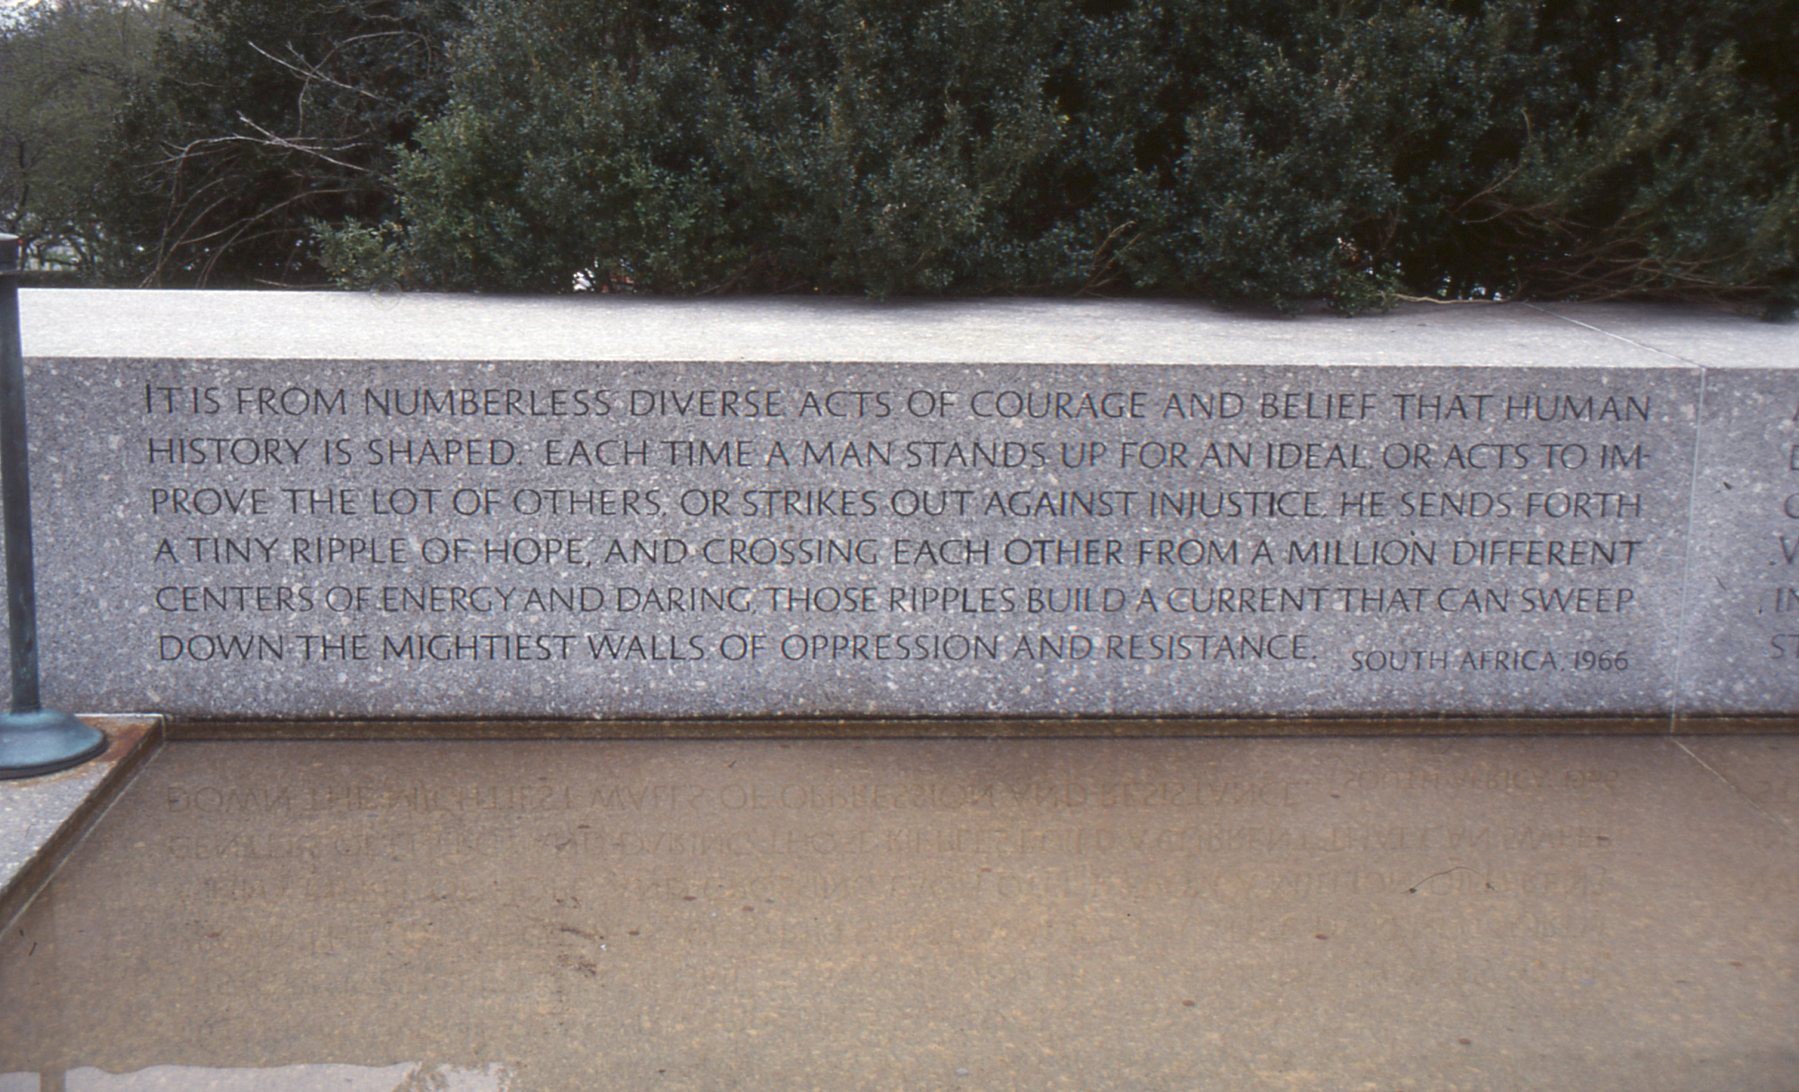 IT IS FROM NUMBERLESS DIVERSE ACTS OF COURAGE AND BELIEF THAT HUMAN
HISTORY IS SHAPED. EACH TIME A MAN STANDS UP FOR AN IDEAL, OR ACTS TO IM-
PROVE THE LOT OF OTHERS, OR STRIKES OUT AGAINST INJUSTICE, HE SENDS FORTH
A TINY RIPPLE OF HOPE, AND CROSSING EACH OTHER FROM A MILLION DIFFERENT
CENTERS OF ENERGY AND DARING, THOSE RIPPLES BUILD A CURRENT THAT CAN SWEEP
DOWN THE MIGHTIEST WALLS OF OPPRESSION AND RESISTANCE. SOUTH AFRICA, 1966